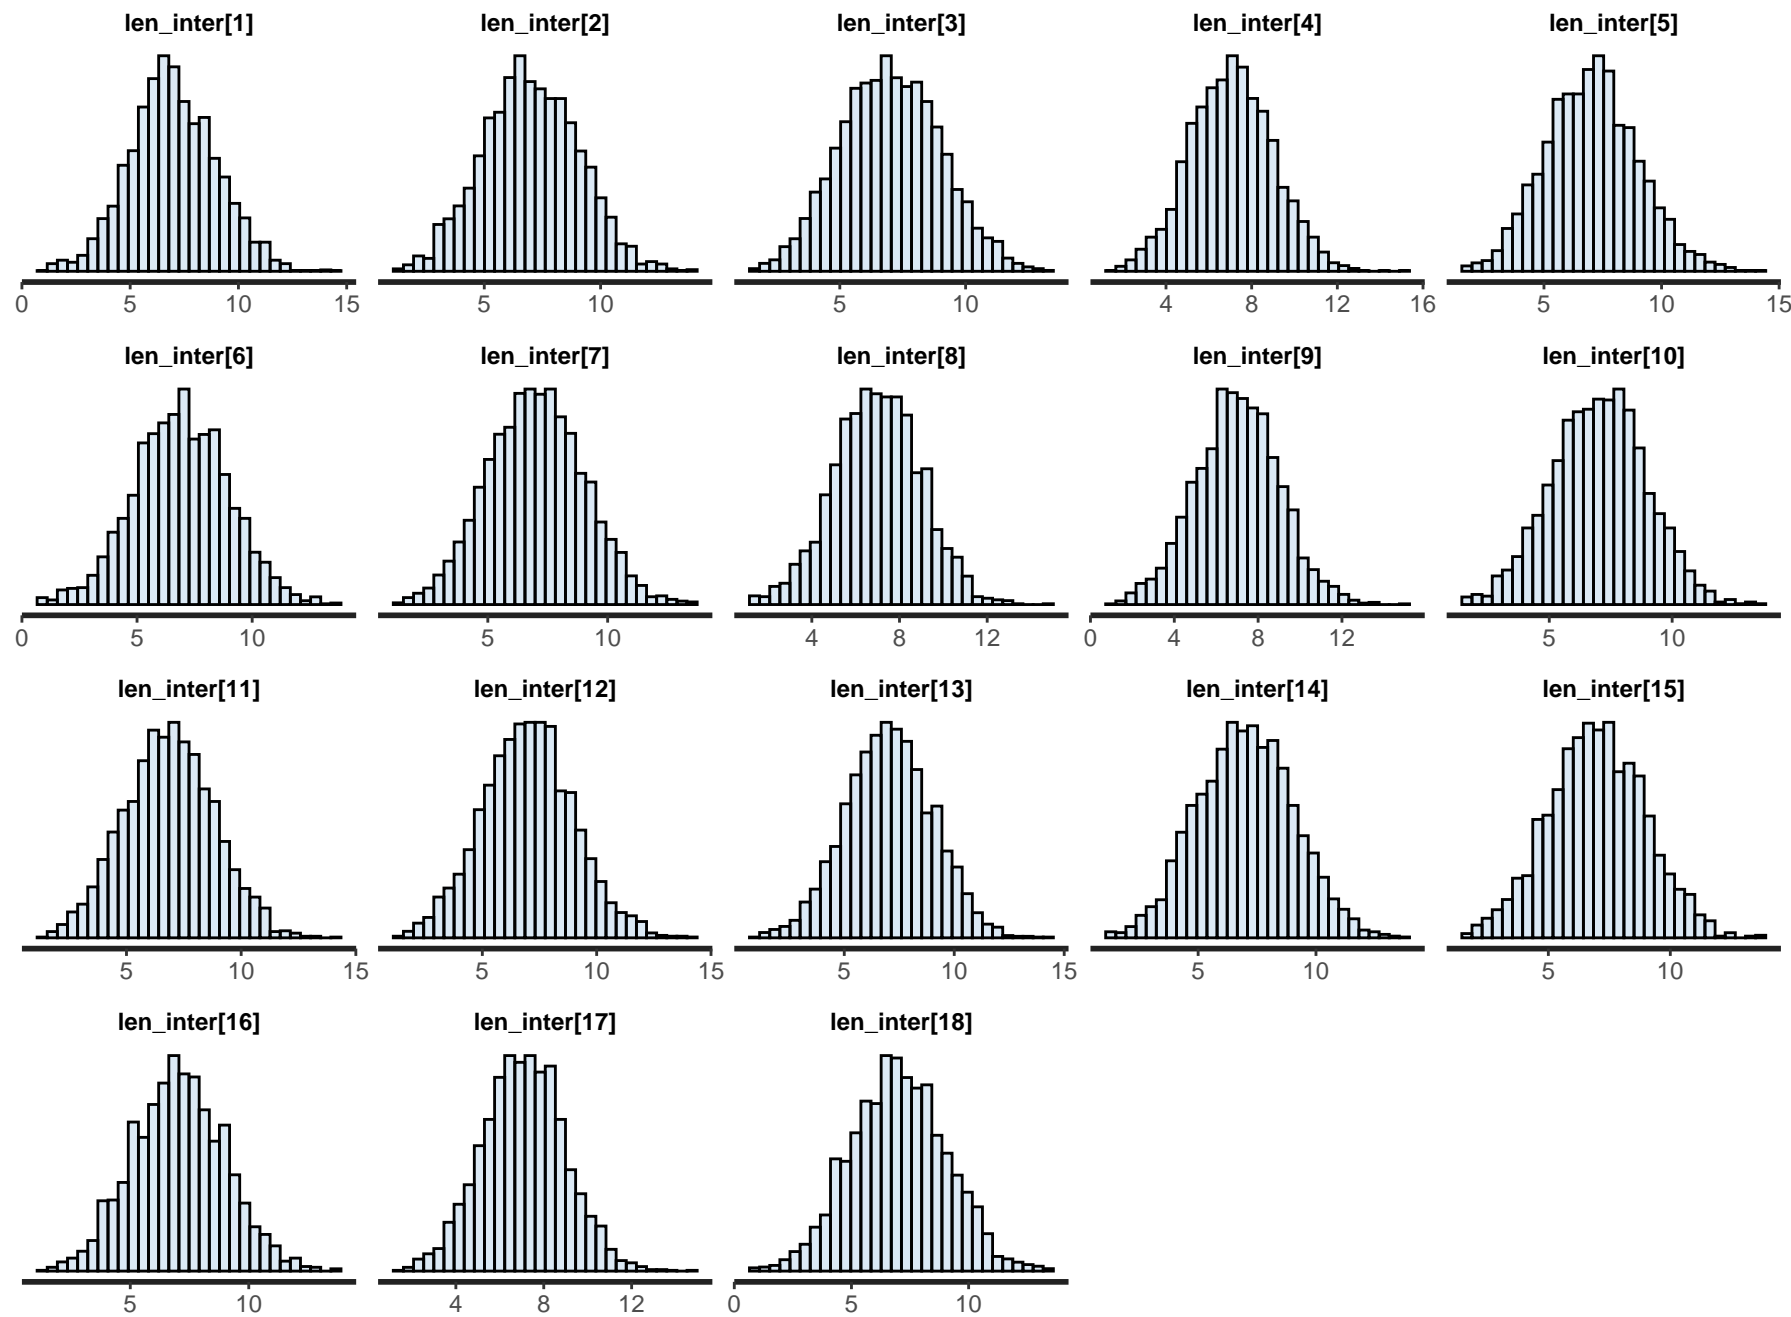 len_inter[1] len_inter[2] len_inter[3] len_inter[4] len_inter[5]
0 5 10 15 5 10 5 10 4 8 12 16 5 10 15
len_inter[6] len_inter[7] len_inter[8] len_inter[9] len_inter[10]
0 5 10 5 10 4 8 12 0 4 8 12 5 10
len_inter[11] len_inter[12] len_inter[13] len_inter[14] len_inter[15]
5 10 15 5 10 15 5 10 15 5 10 5 10
len_inter[16] len_inter[17] len_inter[18]
5 10 4 8 12 0 5 10